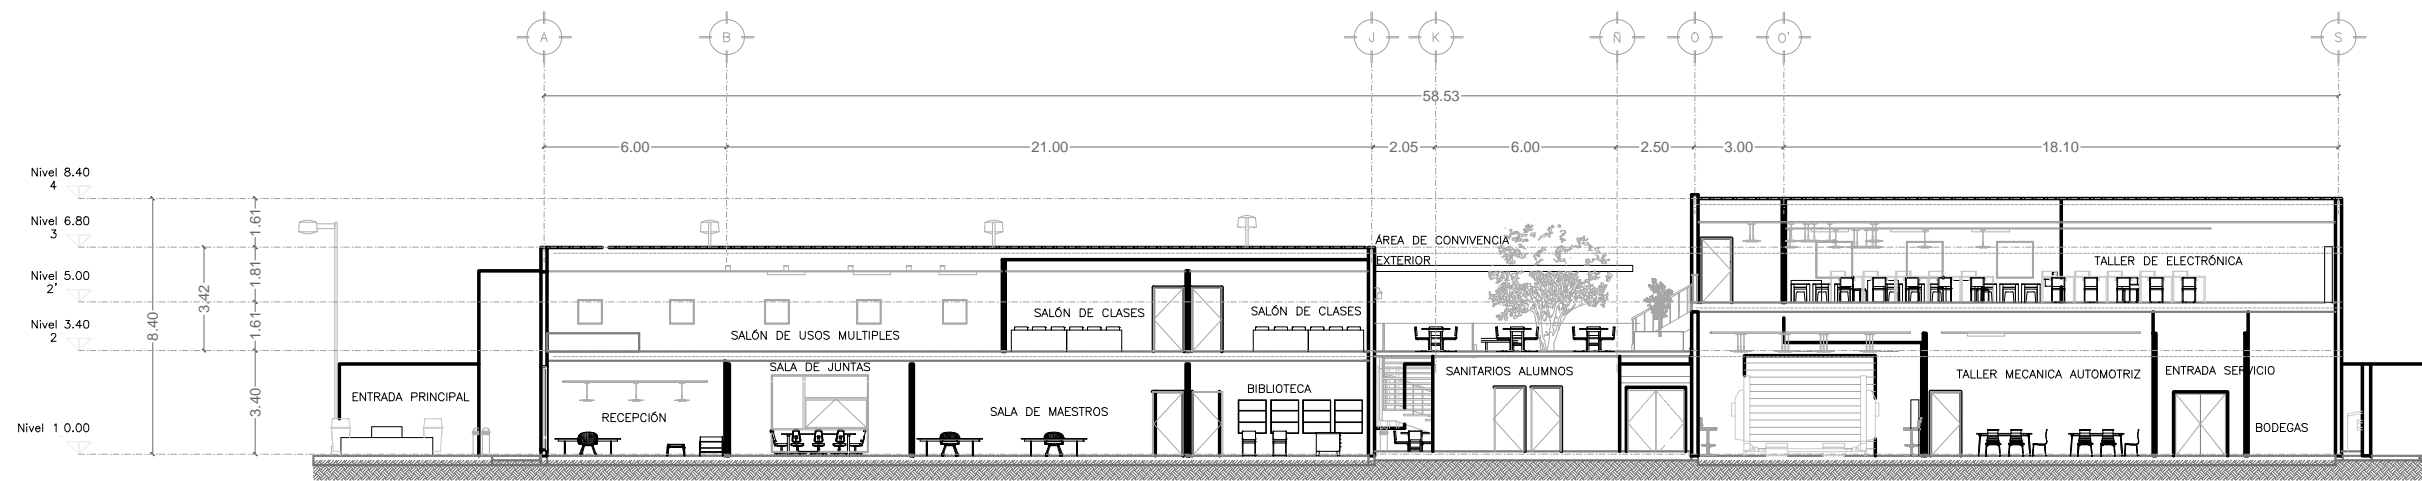 A B J K Ñ O O' S
58.53
6.00 21.00 2.05 6.00 2.50 3.00 18.10
Nivel 8.40
4
Nivel 6.80
3
Nivel 5.00
2'
Nivel 3.40
2
Nivel 1 0.00
8.40
3.42
1.61
1.81
1.61
3.40
ÁREA DE CONVIVENCIA
EXTERIOR
TALLER DE ELECTRÓNICA
SALÓN DE USOS MULTIPLES
SALÓN DE CLASES
SALÓN DE CLASES
ENTRADA PRINCIPAL
RECEPCIÓN
SALA DE JUNTAS
SALA DE MAESTROS
BIBLIOTECA
SANITARIOS ALUMNOS
TALLER MECANICA AUTOMOTRIZ
ENTRADA SERVICIO
BODEGAS